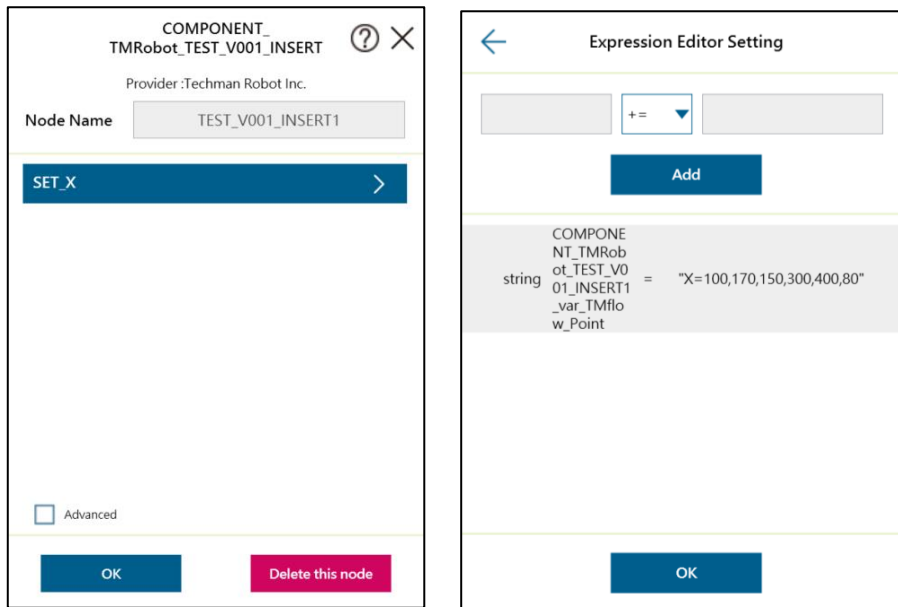 COMPONENT_
TMRobot_TEST_V001_INSERT
?
Provider :Techman Robot Inc.
Node Name
TEST_V001_INSERT1
SET_X
Advanced
OK
Delete this node
Expression Editor Setting
+=
Add
string
COMPONE
NT_TMRob
ot_TEST_V0
01_INSERT1
_var_TMflo
w_Point
=
"X=100,170,150,300,400,80"
OK